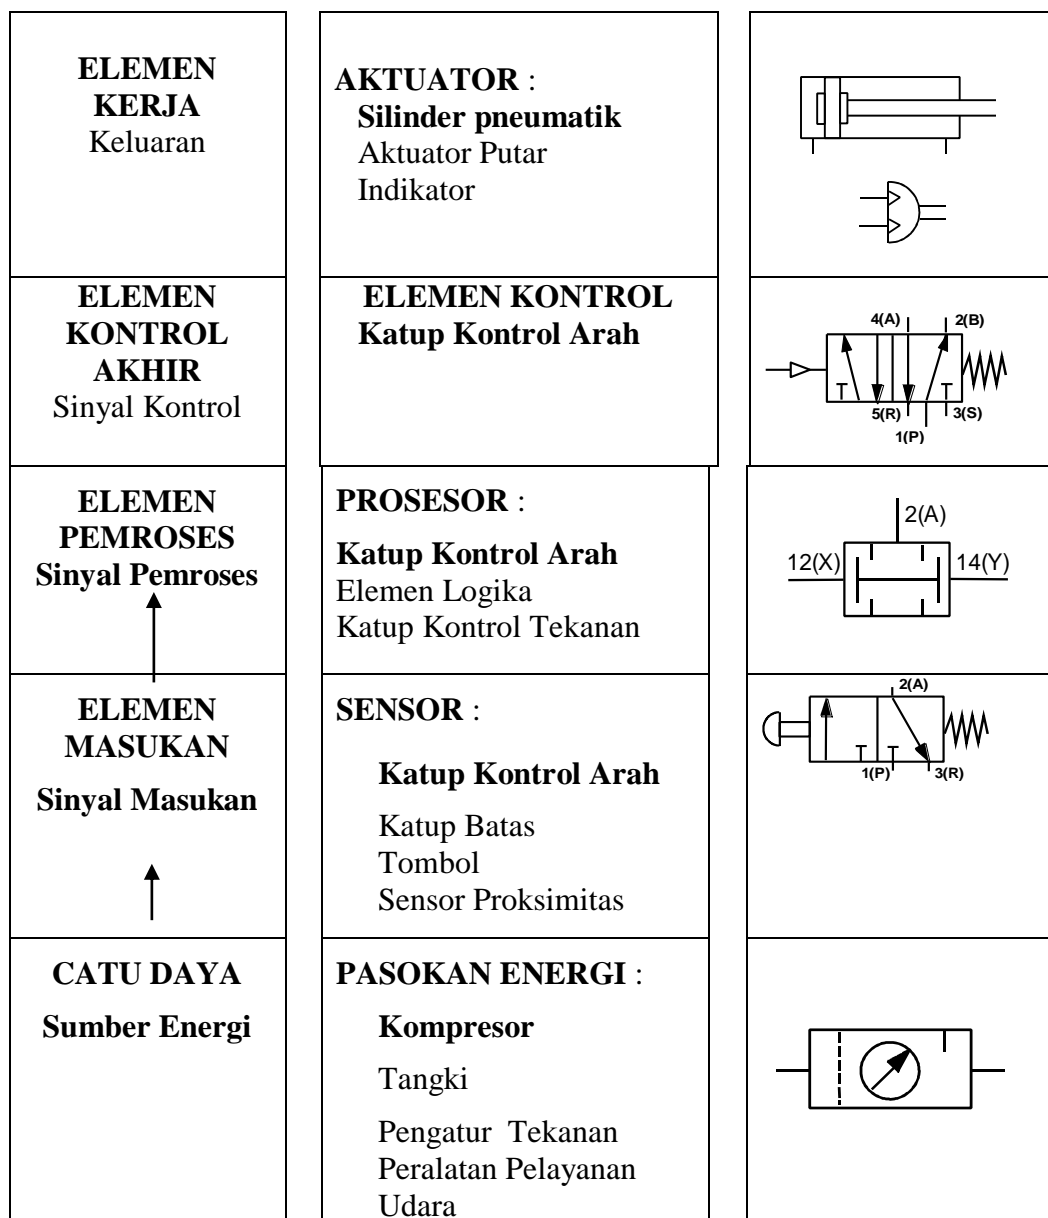 ELEMEN
KERJA
Keluaran
AKTUATOR :
Silinder pneumatik
Aktuator Putar
Indikator
ELEMEN
KONTROL
AKHIR
Sinyal Kontrol
ELEMEN KONTROL
Katup Kontrol Arah
4(A) 2(B)
5(R) 3(S)
1(P)
ELEMEN
PEMROSES
Sinyal Pemroses
PROSESOR :
Katup Kontrol Arah
Elemen Logika
Katup Kontrol Tekanan
2(A)
12(X) 14(Y)
ELEMEN
MASUKAN
Sinyal Masukan
SENSOR :
Katup Kontrol Arah
Katup Batas
Tombol
Sensor Proksimitas
2(A)
1(P) 3(R)
CATU DAYA
Sumber Energi
PASOKAN ENERGI :
Kompresor
Tangki
Pengatur Tekanan
Peralatan Pelayanan
Udara